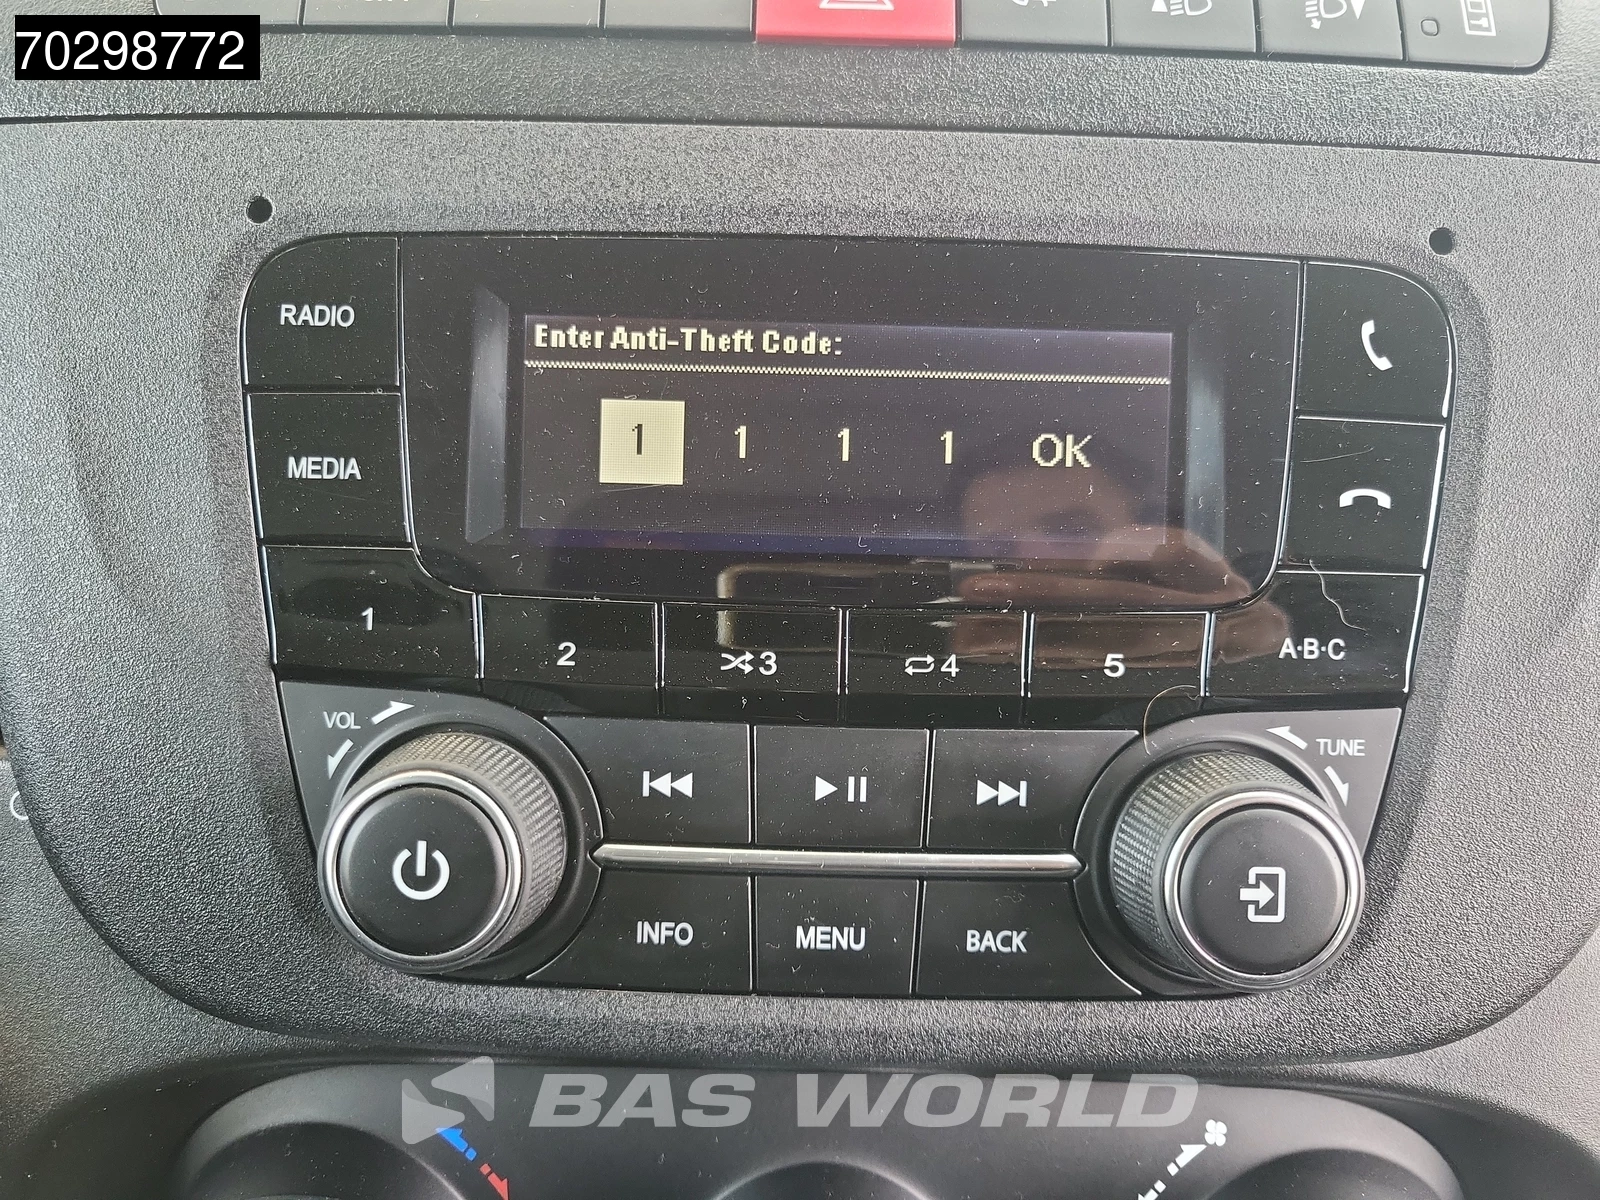 70298772
RADIO
MEDIA
Enter Anti-Theft Code:
1 1 1 1 OK
1 2 3 4 5 A·B·C
VOL
TUNE
INFO MENU BACK
BAS WORLD